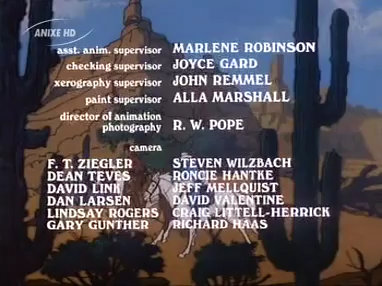 ANIXE HD
asst. anim. supervisor MARLENE ROBINSON
checking supervisor JOYCE GARD
xerography supervisor JOHN REMMEL
paint supervisor ALLA MARSHALL
director of animation
photography R. W. POPE
camera
F. T. ZIEGLER STEVEN WILZBACH
DEAN TEVES RONCIE HANTKE
DAVID LINK JEFF MELLQUIST
DAN LARSEN DAVID VALENTINE
LINDSAY ROGERS CRAIG LITTELL-HERRICK
GARY GUNTHER RICHARD HAAS